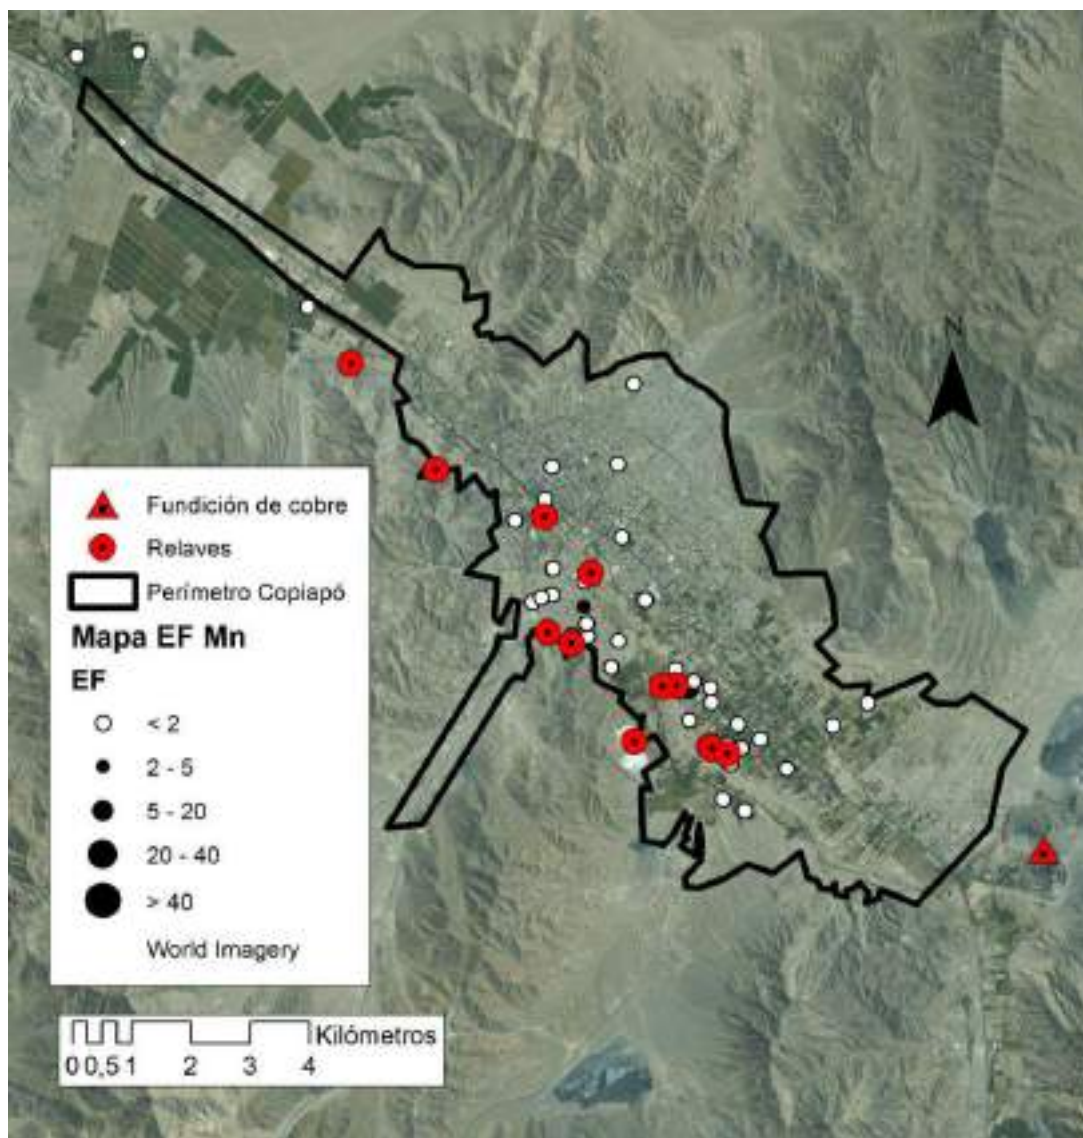 N
Fundición de cobre
Relaves
Perímetro Copiapó
Mapa EF Mn
EF
< 2
2 - 5
5 - 20
20 - 40
> 40
World Imagery
Kilómetros
0 0,5 1 2 3 4